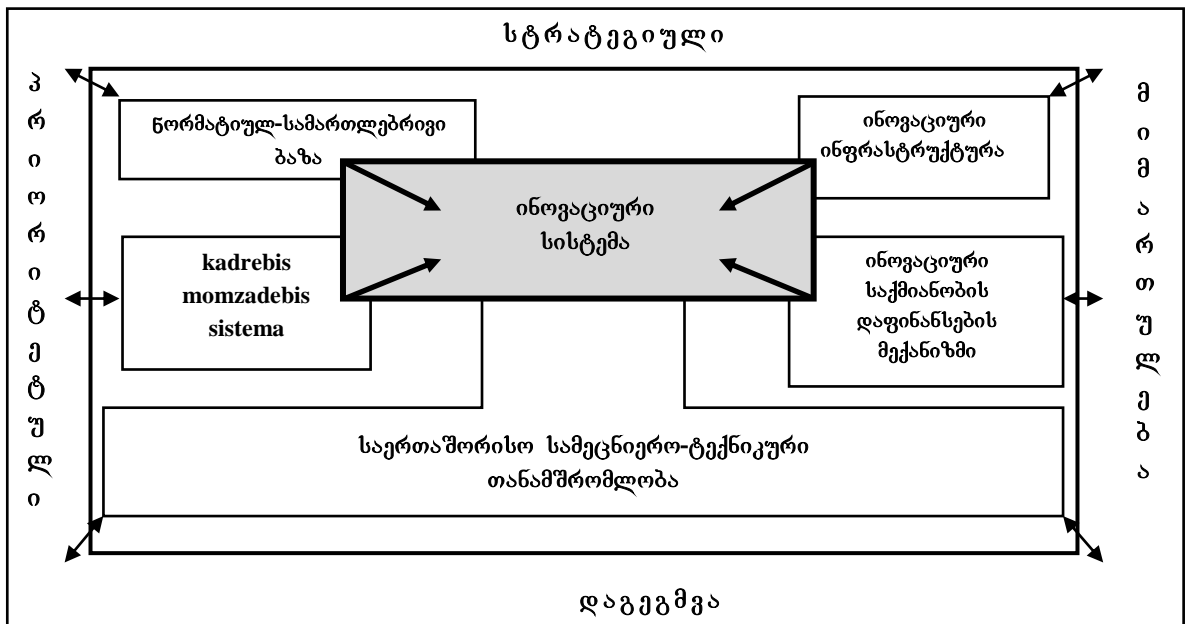 სტრატეგიული
პრიორიტეტული
ნორმატიულ-სამართლებრივი
ბაზა
ინოვაციური
ინფრასტრუქტურა
ინოვაციური
სისტემა
kadrebis
momzadebis
sistema
ინოვაციური
საქმიანობის
დაფინანსების
მექანიზმი
საერთაშორისო სამეცნიერო-ტექნიკური
თანამშრომლობა
მიმართულება
დაგეგმვა